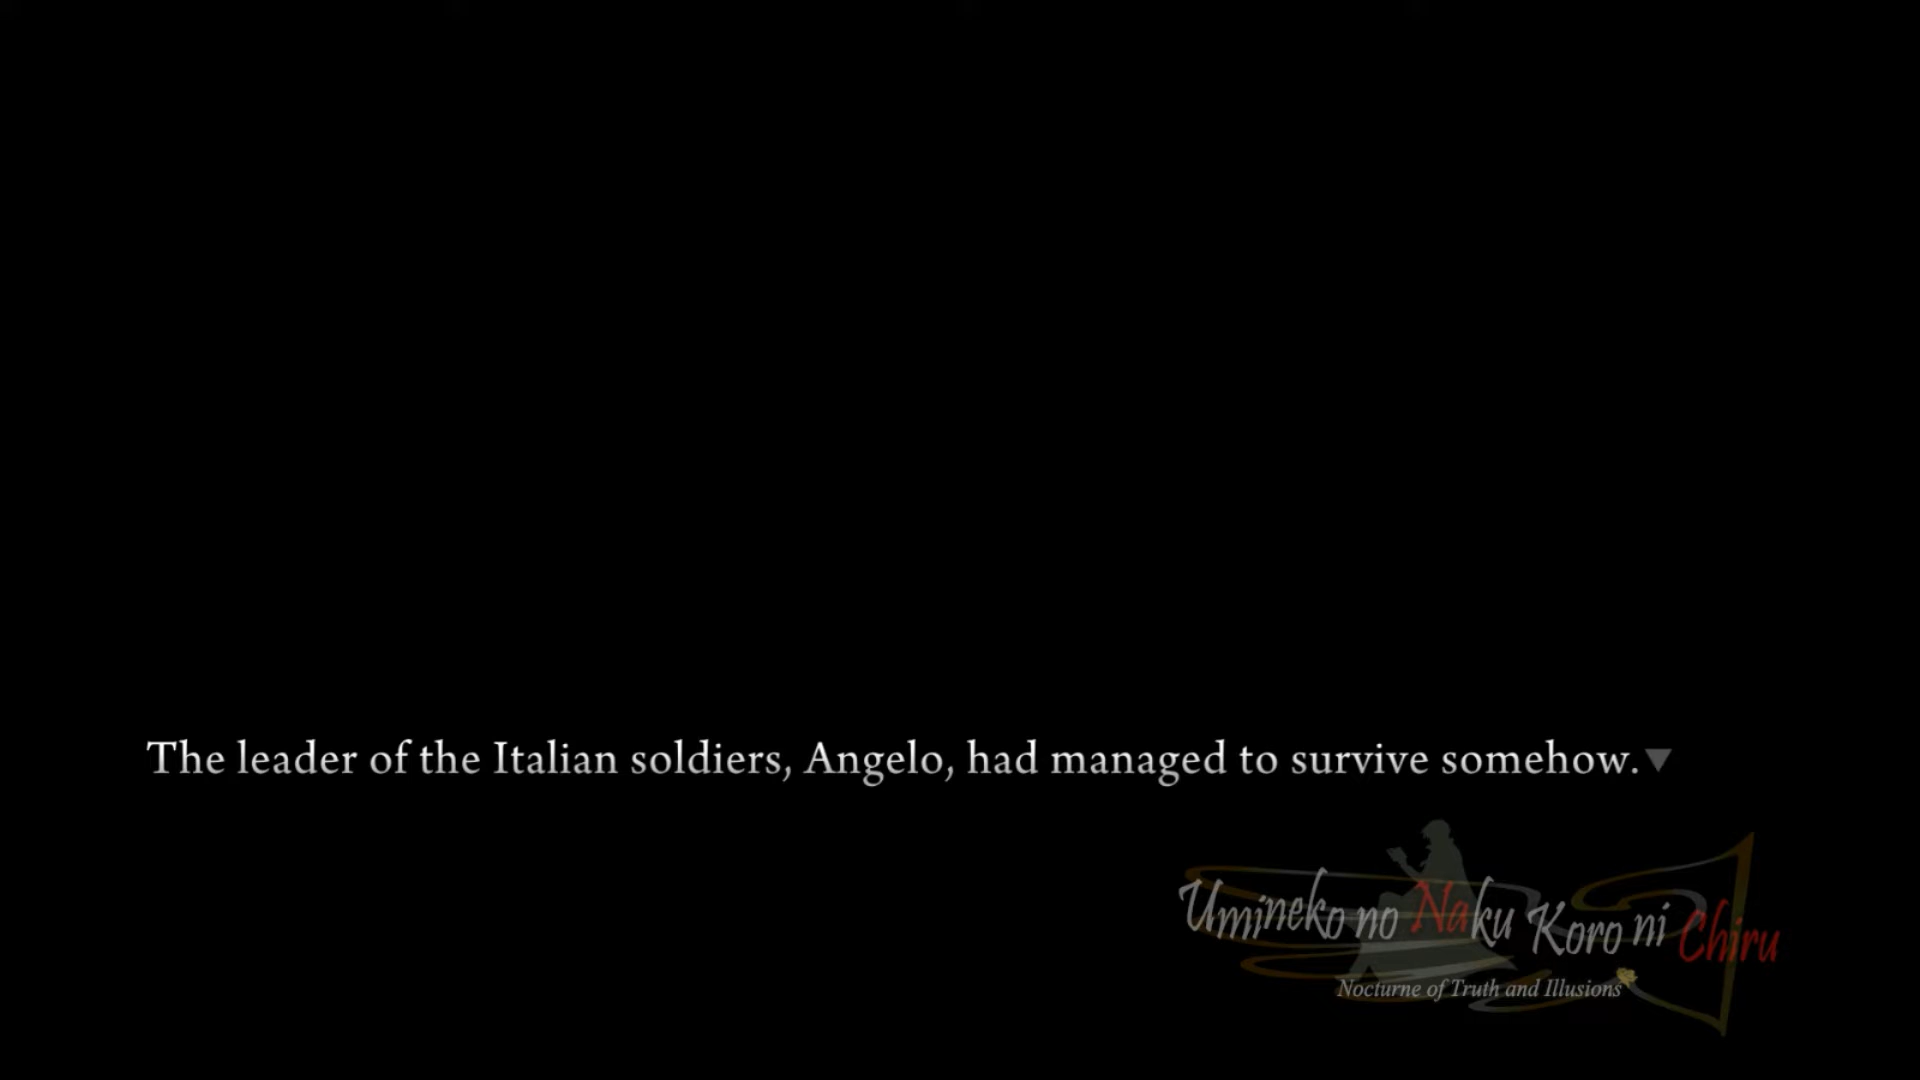 The leader of the Italian soldiers, Angelo, had managed to survive somehow.
Umineko no Naku Koro ni Chiru
Nocturne of Truth and Illusions